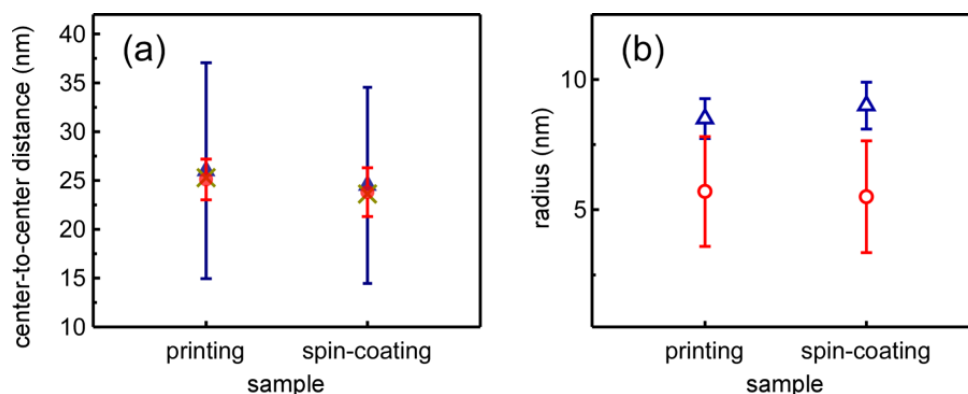 (a)
center-to-center distance (nm)
40
35
30
25
20
15
10
printing
spin-coating
sample
(b)
radius (nm)
10
5
printing
spin-coating
sample